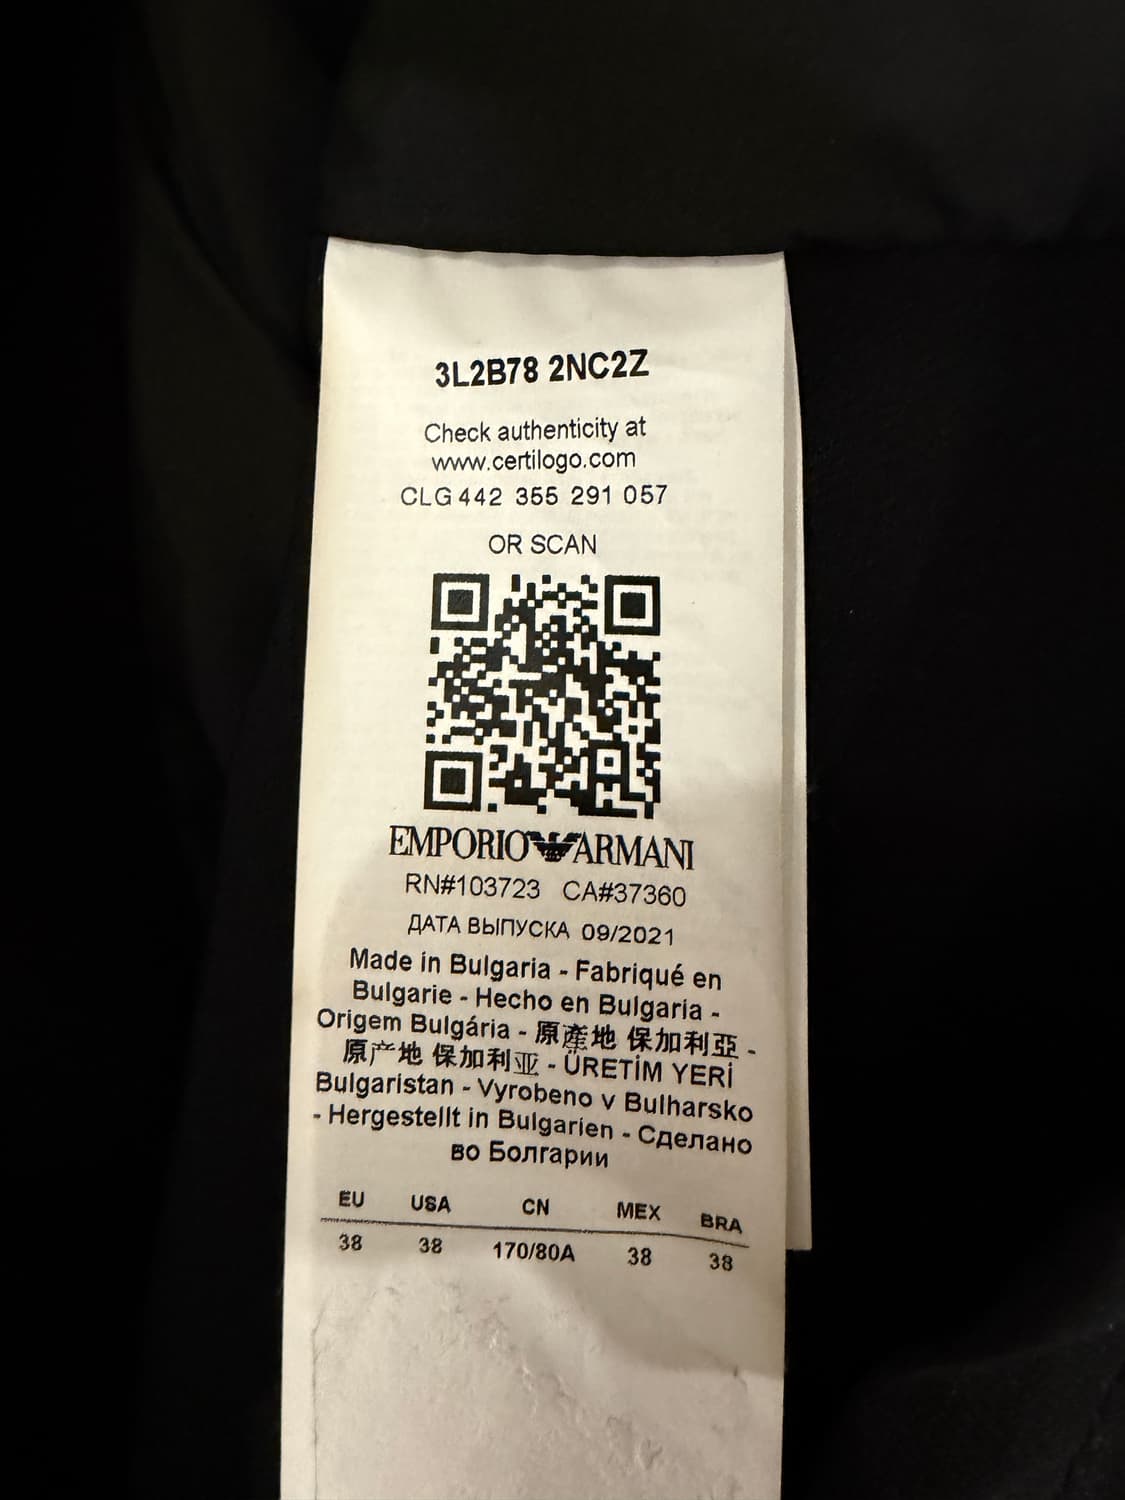 3L2B78 2NC2Z
Check authenticity at
www.certilogo.com
CLG 442 355 291 057
OR SCAN
EMPORIO ARMANI
RN#103723 CA#37360
ДАТА ВЫПУСКА 09/2021
Made in Bulgaria - Fabriqué en
Bulgarie - Hecho en Bulgaria -
Origem Bulgária - 原產地 保加利亞 -
原产地 保加利亚 - ÜRETİM YERİ
Bulgaristan - Vyrobeno v Bulharsko
- Hergestellt in Bulgarien - Сделано
во Болгарии
EU USA CN MEX BRA
38 38 170/80A 38 38